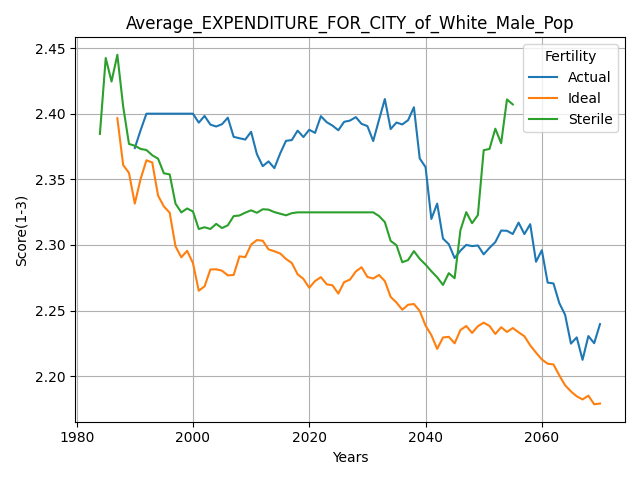 Average_EXPENDITURE_FOR_CITY_of_White_Male_Pop
Fertility
Actual
Ideal
Sterile
Score(1-3)
2.45
2.40
2.35
2.30
2.25
2.20
1980 2000 2020 2040 2060
Years